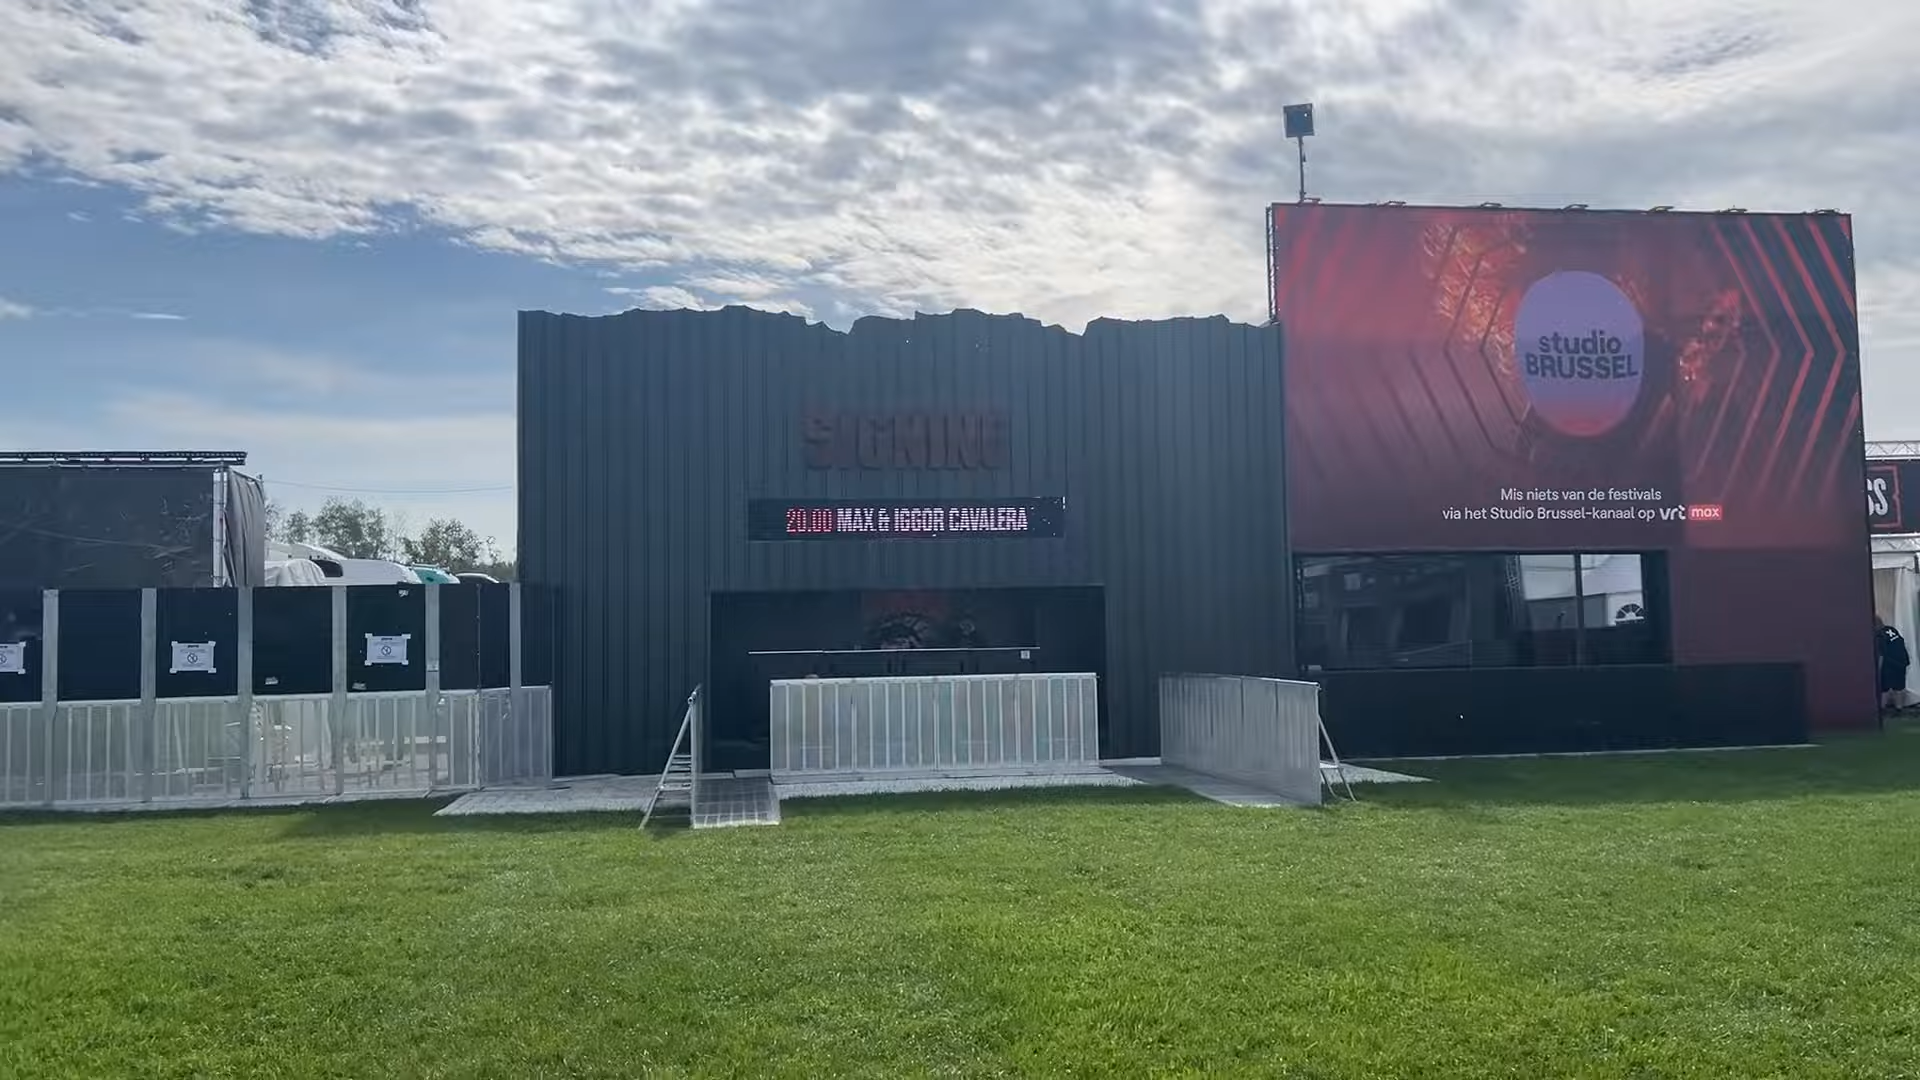 SIGNING
20.00 MAX & IGGOR CAVALERA
studio
BRUSSEL
Mis niets van de festivals
via het Studio Brussel-kanaal op vrt max